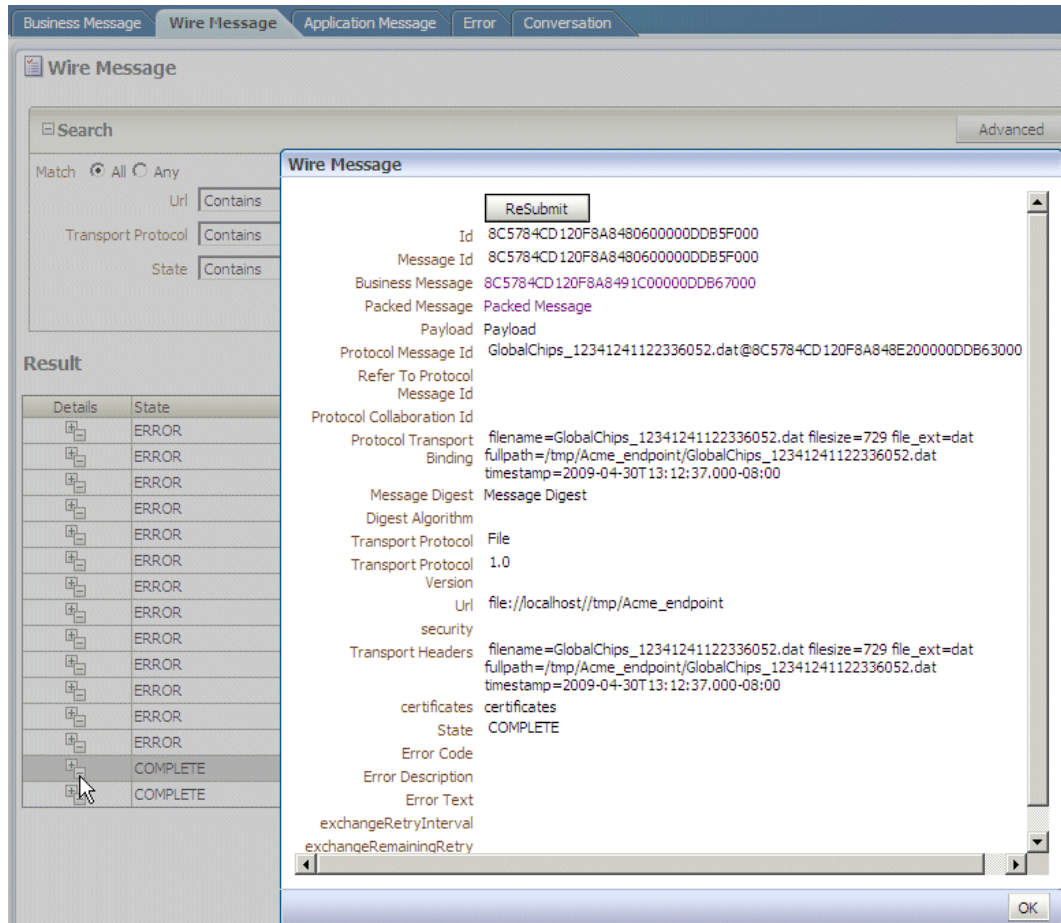 Business Message Wire Message Application Message Error Conversation
Wire Message
Search
Advanced
Match All Any
Url Contains
Transport Protocol Contains
State Contains
Result
Details State
ERROR
ERROR
ERROR
ERROR
ERROR
ERROR
ERROR
ERROR
ERROR
ERROR
ERROR
ERROR
ERROR
COMPLETE
COMPLETE
Wire Message
ReSubmit
Id 8C5784CD120F8A8480600000DDB5F000
Message Id 8C5784CD120F8A8480600000DDB5F000
Business Message 8C5784CD120F8A8491C00000DDB67000
Packed Message Packed Message
Payload Payload
Protocol Message Id GlobalChips_12341241122336052.dat@8C5784CD120F8A848E200000DDB63000
Refer To Protocol
Message Id
Protocol Collaboration Id
Protocol Transport filename=GlobalChips_12341241122336052.dat filesize=729 file_ext=dat
Binding fullpath=/tmp/Acme_endpoint/GlobalChips_12341241122336052.dat
timestamp=2009-04-30T13:12:37.000-08:00
Message Digest Message Digest
Digest Algorithm
Transport Protocol File
Transport Protocol 1.0
Version
Url file://localhost//tmp/Acme_endpoint
security
Transport Headers filename=GlobalChips_12341241122336052.dat filesize=729 file_ext=dat
fullpath=/tmp/Acme_endpoint/GlobalChips_12341241122336052.dat
timestamp=2009-04-30T13:12:37.000-08:00
certificates certificates
State COMPLETE
Error Code
Error Description
Error Text
exchangeRetryInterval
exchangeRemainingRetry
OK